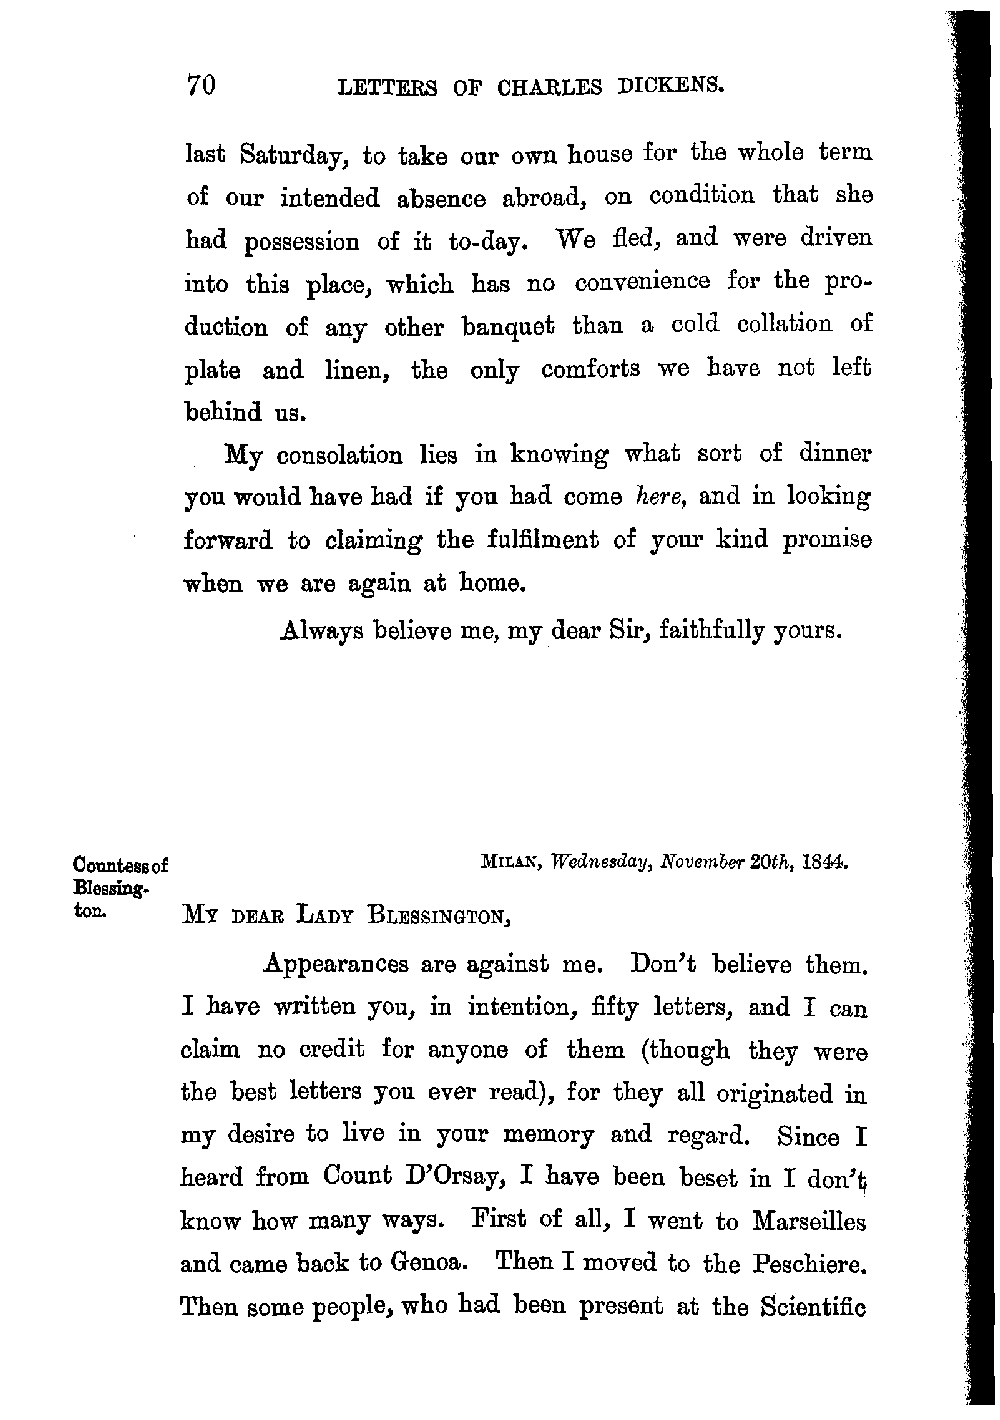 70 LETTERS OF CHARLES DICKENS.
last Saturday, to take our own house for the whole term
of our intended absence abroad, on condition that she
had possession of it to-day. We fled, and were driven
into this place, which has no convenience for the pro-
duction of any other banquet than a cold collation of
plate and linen, the only comforts we have not left
behind us.
My consolation lies in knowing what sort of dinner
you would have had if you had come here, and in looking
forward to claiming the fulfilment of your kind promise
when we are again at home.
Always believe me, my dear Sir, faithfully yours.
Countess of
Blessing-
ton.
MILAN, Wednesday, November 20th, 1844.
MY DEAR LADY BLESSINGTON,
Appearances are against me. Don't believe them.
I have written you, in intention, fifty letters, and I can
claim no credit for anyone of them (though they were
the best letters you ever read), for they all originated in
my desire to live in your memory and regard. Since I
heard from Count D'Orsay, I have been beset in I don't
know how many ways. First of all, I went to Marseilles
and came back to Genoa. Then I moved to the Peschiere.
Then some people, who had been present at the Scientific